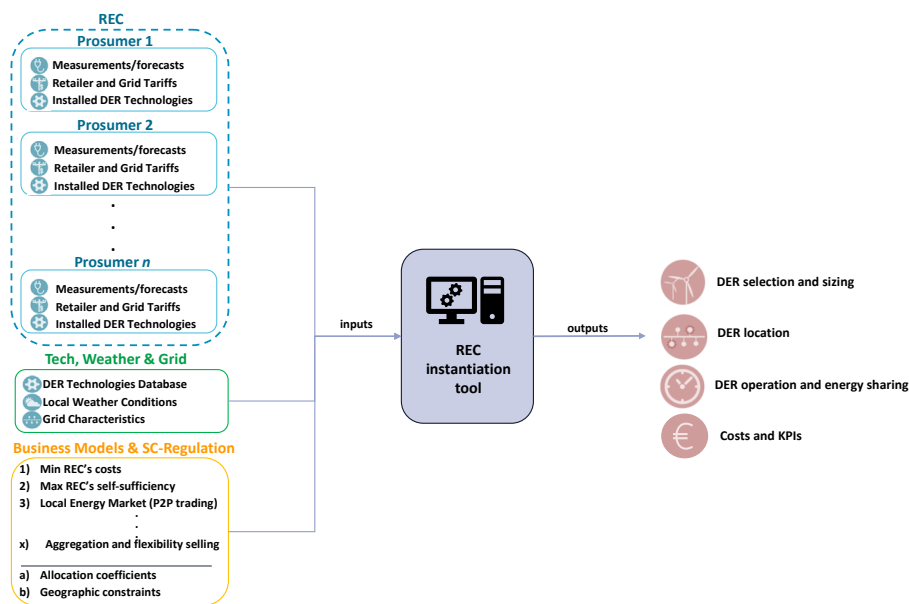 REC
Prosumer 1
Measurements/forecasts
Retailer and Grid Tariffs
Installed DER Technologies
Prosumer 2
Measurements/forecasts
Retailer and Grid Tariffs
Installed DER Technologies
.
.
.
Prosumer n
Measurements/forecasts
Retailer and Grid Tariffs
Installed DER Technologies
Tech, Weather & Grid
DER Technologies Database
Local Weather Conditions
Grid Characteristics
Business Models & SC-Regulation
1) Min REC's costs
2) Max REC's self-sufficiency
3) Local Energy Market (P2P trading)
.
.
.
x) Aggregation and flexibility selling
a) Allocation coefficients
b) Geographic constraints
inputs
REC
instantiation
tool
outputs
DER selection and sizing
DER location
DER operation and energy sharing
€ Costs and KPIs